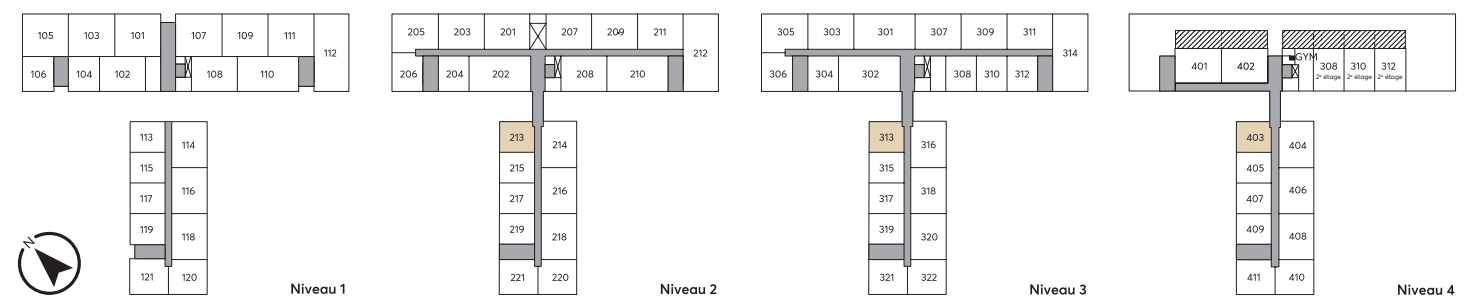 105 103 101 107 109 111 112
106 104 102 108 110
113 114
115
117 116
119 118
121 120
N
Niveau 1
205 203 201 207 209 211 212
206 204 202 208 210
213 214
215
217 216
219 218
221 220
Niveau 2
305 303 301 307 309 311 314
306 304 302 308 310 312
313 316
315
317 318
319 320
321 322
Niveau 3
GYM
401 402 308 310 312
2e étage 2e étage 2e étage
403 404
405
407 406
409 408
411 410
Niveau 4